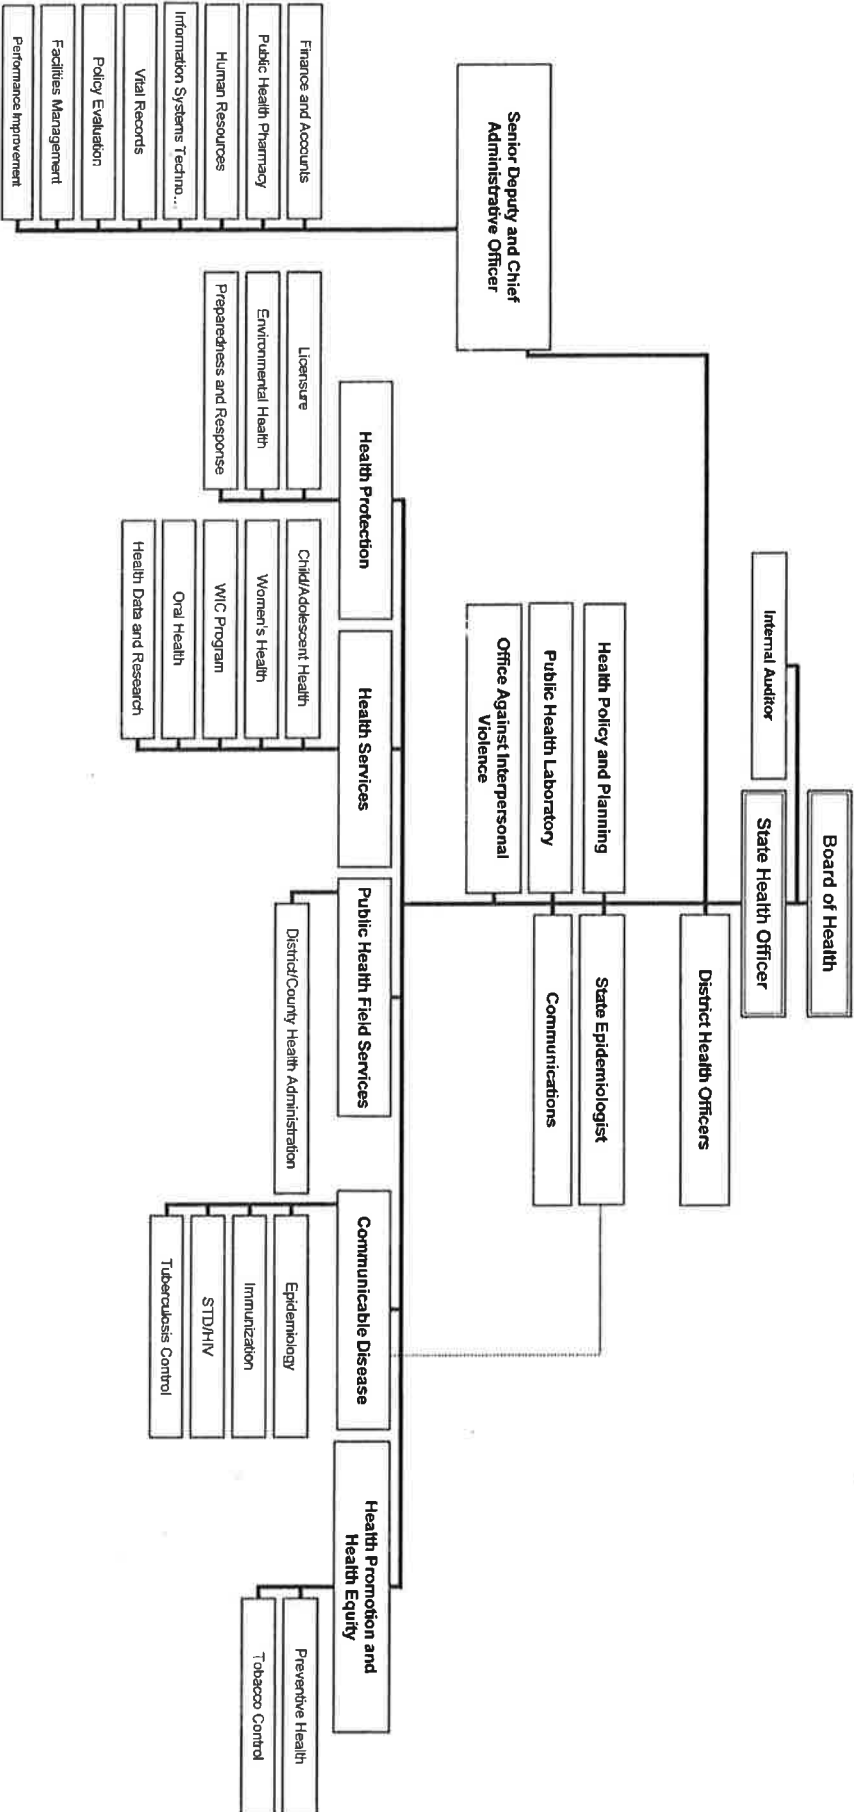 Board of Health
Internal Auditor
State Health Officer
District Health Officers
Senior Deputy and Chief
Administrative Officer
Health Policy and Planning
State Epidemiologist
Public Health Laboratory
Communications
Office Against Interpersonal
Violence
Finance and Accounts
Public Health Pharmacy
Human Resources
Information Systems Techno...
Vital Records
Policy Evaluation
Facilities Management
Performance Improvement
Health Protection
Licensure
Environmental Health
Preparedness and Response
Health Services
Child/Adolescent Health
Women's Health
WIC Program
Oral Health
Health Data and Research
Public Health Field Services
District/County Health Administration
Communicable Disease
Epidemiology
Immunization
STD/HIV
Tuberculosis Control
Health Promotion and
Health Equity
Preventive Health
Tobacco Control